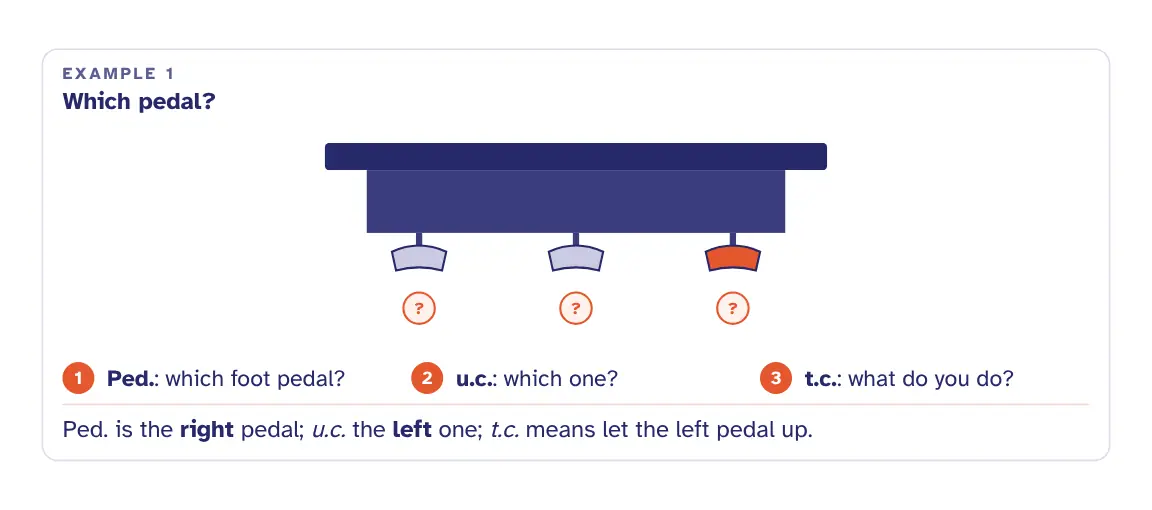 EXAMPLE 1
Which pedal?
? ? ?
1 Ped.: which foot pedal? 2 u.c.: which one? 3 t.c.: what do you do?
Ped. is the right pedal; u.c. the left one; t.c. means let the left pedal up.